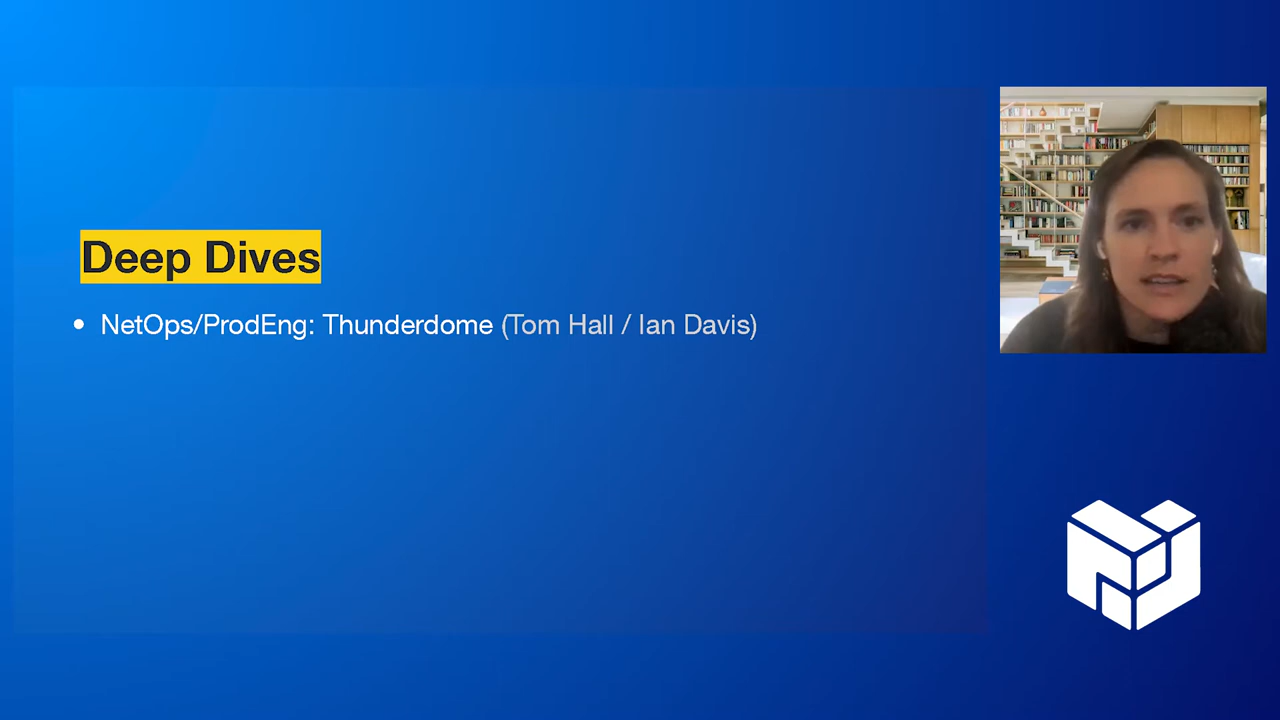 Deep Dives
• NetOps/ProdEng: Thunderdome (Tom Hall / Ian Davis)